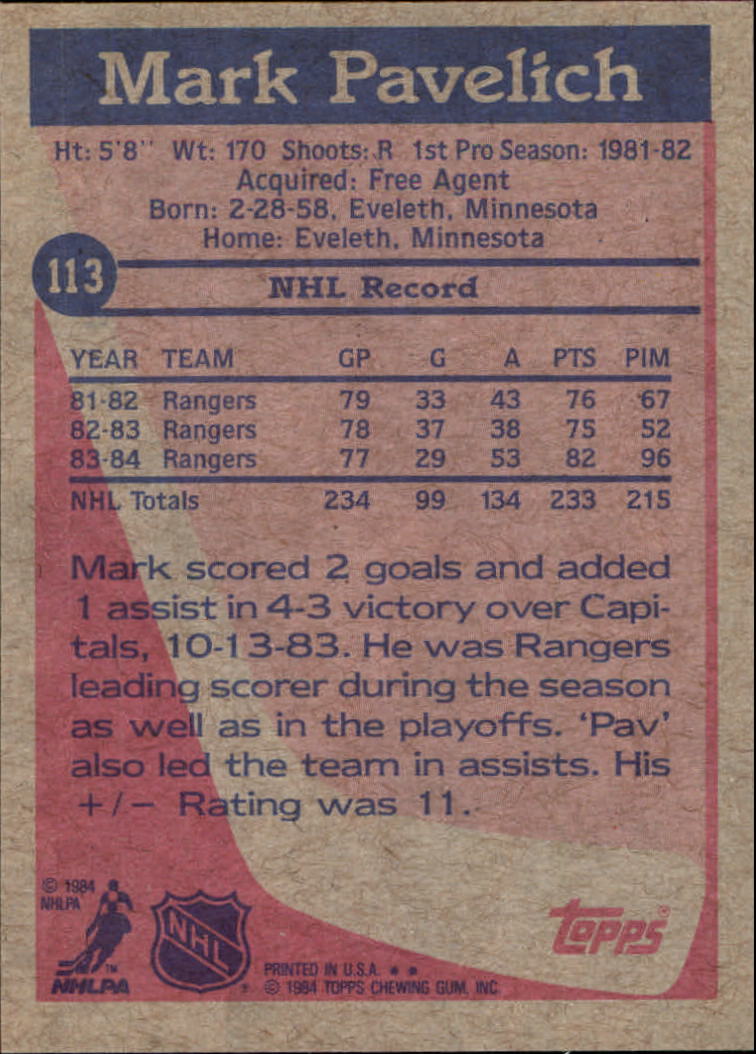 Mark Pavelich
Ht: 5'8" Wt: 170 Shoots: R 1st Pro Season: 1981-82
Acquired: Free Agent
Born: 2-28-58, Eveleth, Minnesota
Home: Eveleth, Minnesota
113
NHL Record
YEAR TEAM GP G A PTS PIM
81-82 Rangers 79 33 43 76 67
82-83 Rangers 78 37 38 75 52
83-84 Rangers 77 29 53 82 96
NHL Totals 234 99 134 233 215
Mark scored 2 goals and added
1 assist in 4-3 victory over Capi-
tals, 10-13-83. He was Rangers
leading scorer during the season
as well as in the playoffs. ‘Pav’
also led the team in assists. His
+/− Rating was 11.
© 1984
NHLPA
TM
NHLPA
NHL
®
topps®
PRINTED IN U.S.A. * *
© 1984 TOPPS CHEWING GUM, INC.